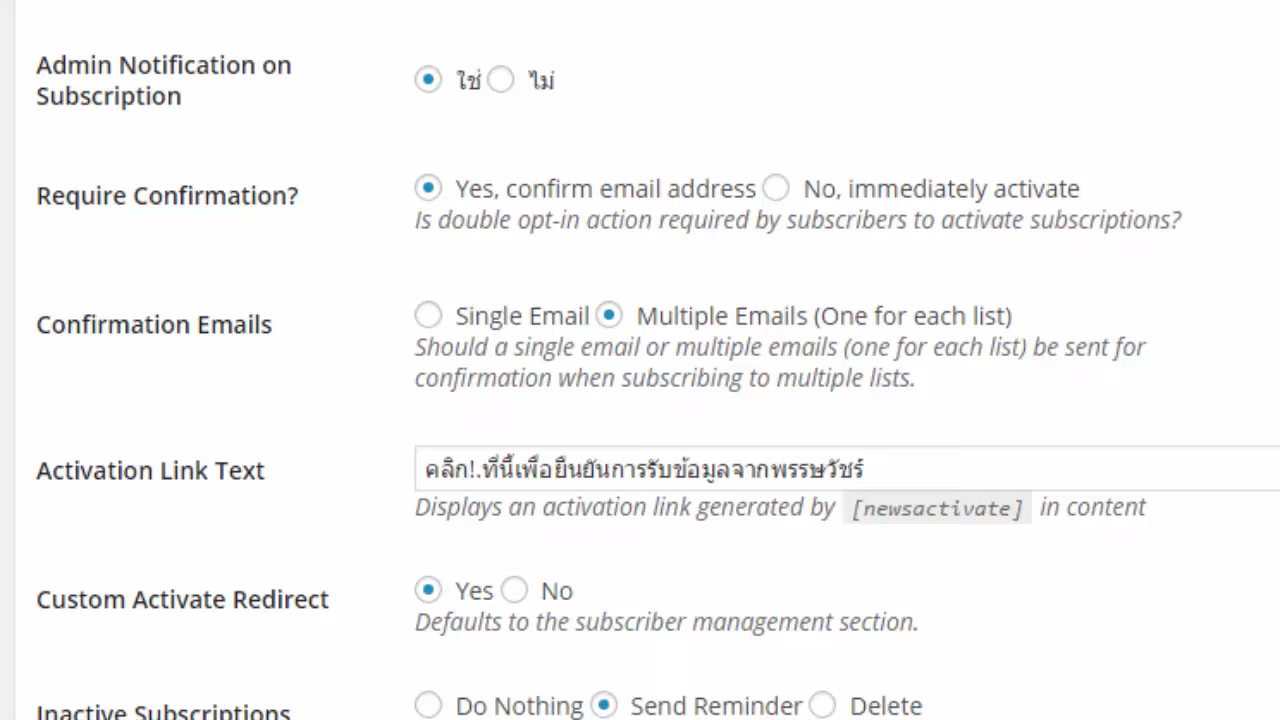 Admin Notification on
Subscription
ใช่ ไม่
Require Confirmation?
Yes, confirm email address No, immediately activate
Is double opt-in action required by subscribers to activate subscriptions?
Confirmation Emails
Single Email Multiple Emails (One for each list)
Should a single email or multiple emails (one for each list) be sent for
confirmation when subscribing to multiple lists.
Activation Link Text
คลิก!.ที่นี้เพื่อยืนยันการรับข้อมูลจากพรรษวัชร์
Displays an activation link generated by [newsactivate] in content
Custom Activate Redirect
Yes No
Defaults to the subscriber management section.
Inactive Subscriptions
Do Nothing Send Reminder Delete